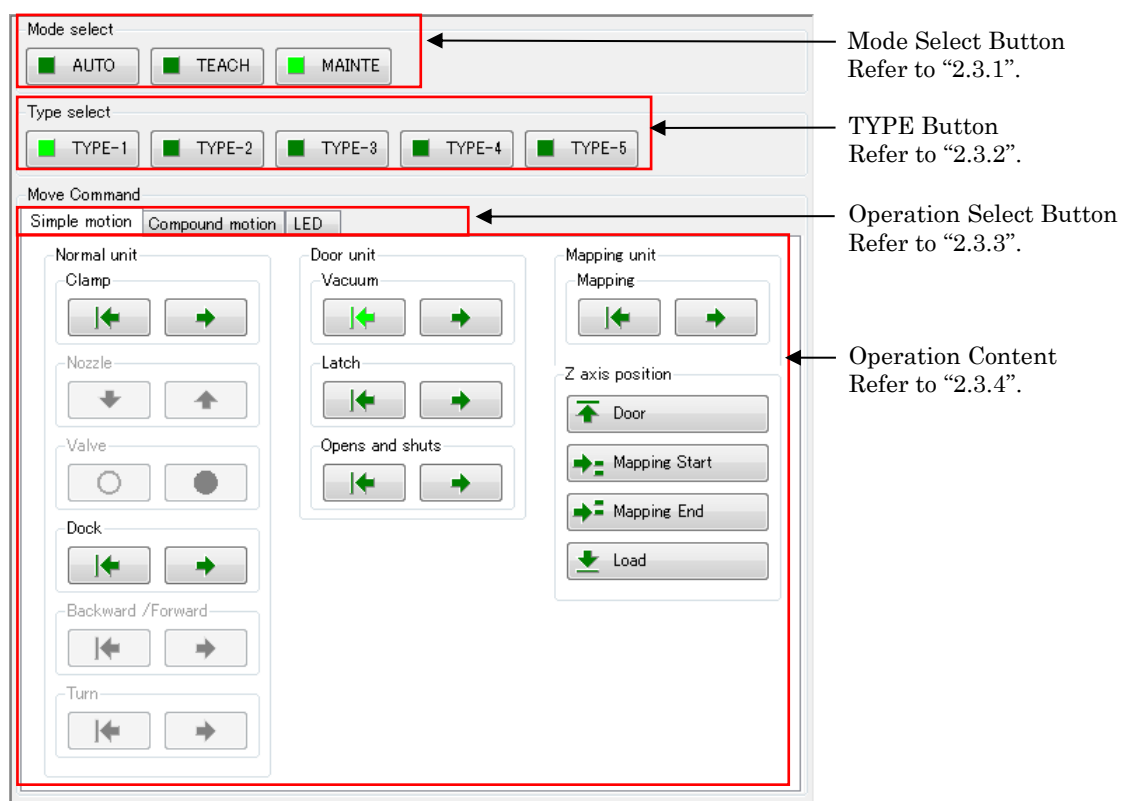 Mode select
AUTO
TEACH
MAINTE
Mode Select Button
Refer to “2.3.1”.
Type select
TYPE-1
TYPE-2
TYPE-3
TYPE-4
TYPE-5
TYPE Button
Refer to “2.3.2”.
Move Command
Simple motion
Compound motion
LED
Operation Select Button
Refer to “2.3.3”.
Normal unit
Clamp
Nozzle
Valve
Dock
Backward /Forward
Turn
Door unit
Vacuum
Latch
Opens and shuts
Mapping unit
Mapping
Z axis position
Door
Mapping Start
Mapping End
Load
Operation Content
Refer to “2.3.4”.